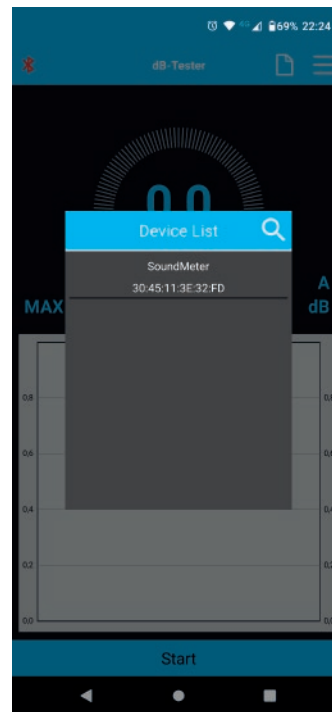 4G 69% 22:24
dB-Tester
0.0
Device List
SoundMeter
30:45:11:3E:32:FD
MAX
A
dB
0,8
0,6
0,4
0,2
0,0
Start